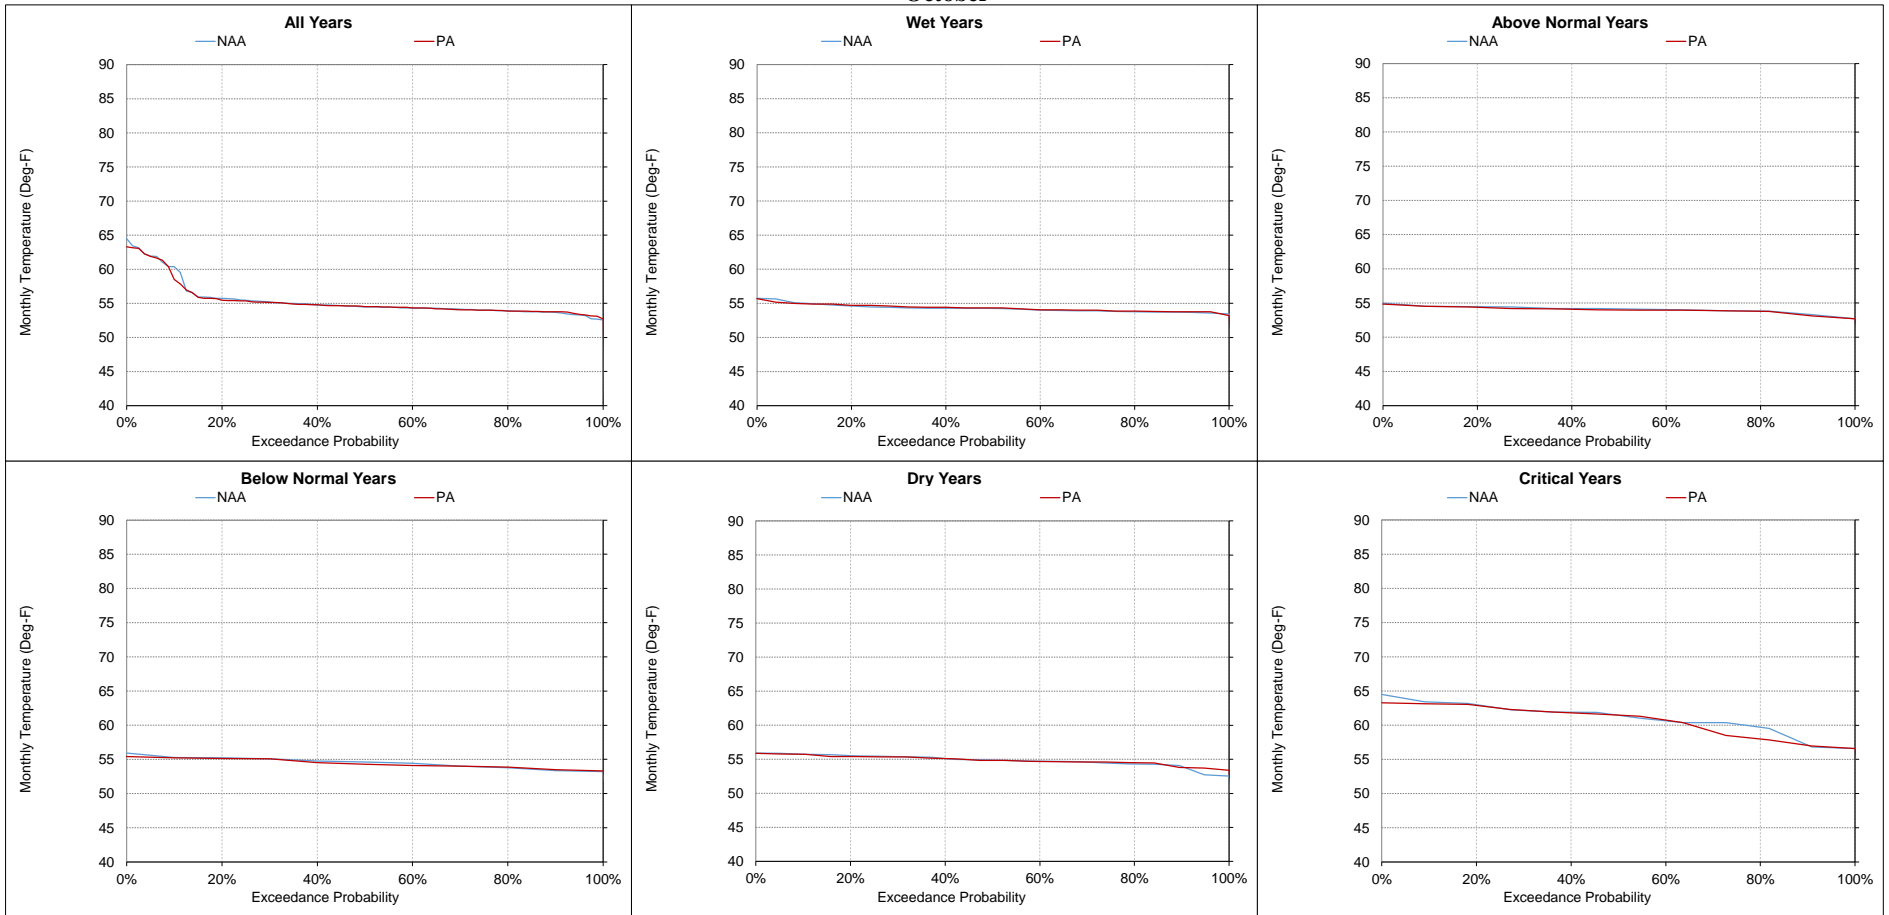 All Years
NAA PA
90
85
80
75
70
65
60
55
50
45
40
Monthly Temperature (Deg-F)
0% 20% 40% 60% 80% 100%
Exceedance Probability
Wet Years
NAA PA
90
85
80
75
70
65
60
55
50
45
40
Monthly Temperature (Deg-F)
0% 20% 40% 60% 80% 100%
Exceedance Probability
Above Normal Years
NAA PA
90
85
80
75
70
65
60
55
50
45
40
Monthly Temperature (Deg-F)
0% 20% 40% 60% 80% 100%
Exceedance Probability
Below Normal Years
NAA PA
90
85
80
75
70
65
60
55
50
45
40
Monthly Temperature (Deg-F)
0% 20% 40% 60% 80% 100%
Exceedance Probability
Dry Years
NAA PA
90
85
80
75
70
65
60
55
50
45
40
Monthly Temperature (Deg-F)
0% 20% 40% 60% 80% 100%
Exceedance Probability
Critical Years
NAA PA
90
85
80
75
70
65
60
55
50
45
40
Monthly Temperature (Deg-F)
0% 20% 40% 60% 80% 100%
Exceedance Probability